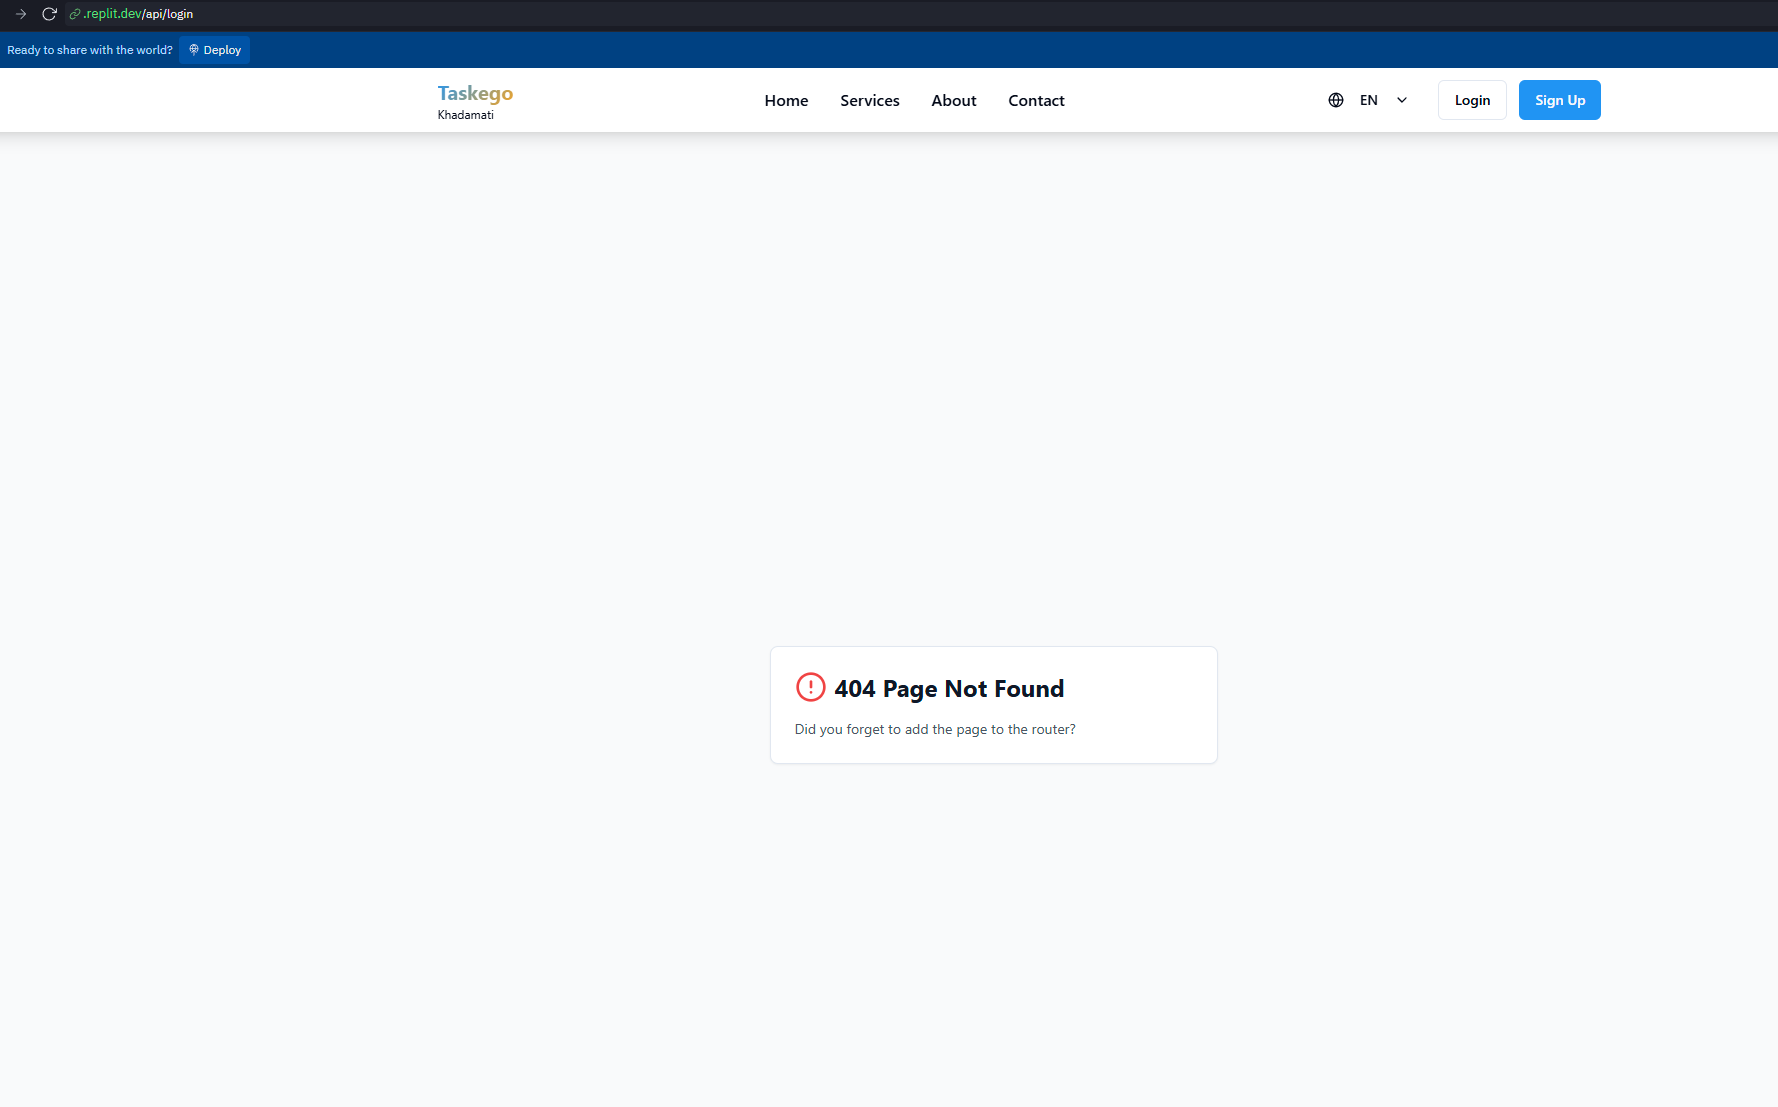 .replit.dev/api/login
Ready to share with the world? Deploy
Taskego
Khadamati
Home Services About Contact
EN
Login
Sign Up
404 Page Not Found
Did you forget to add the page to the router?